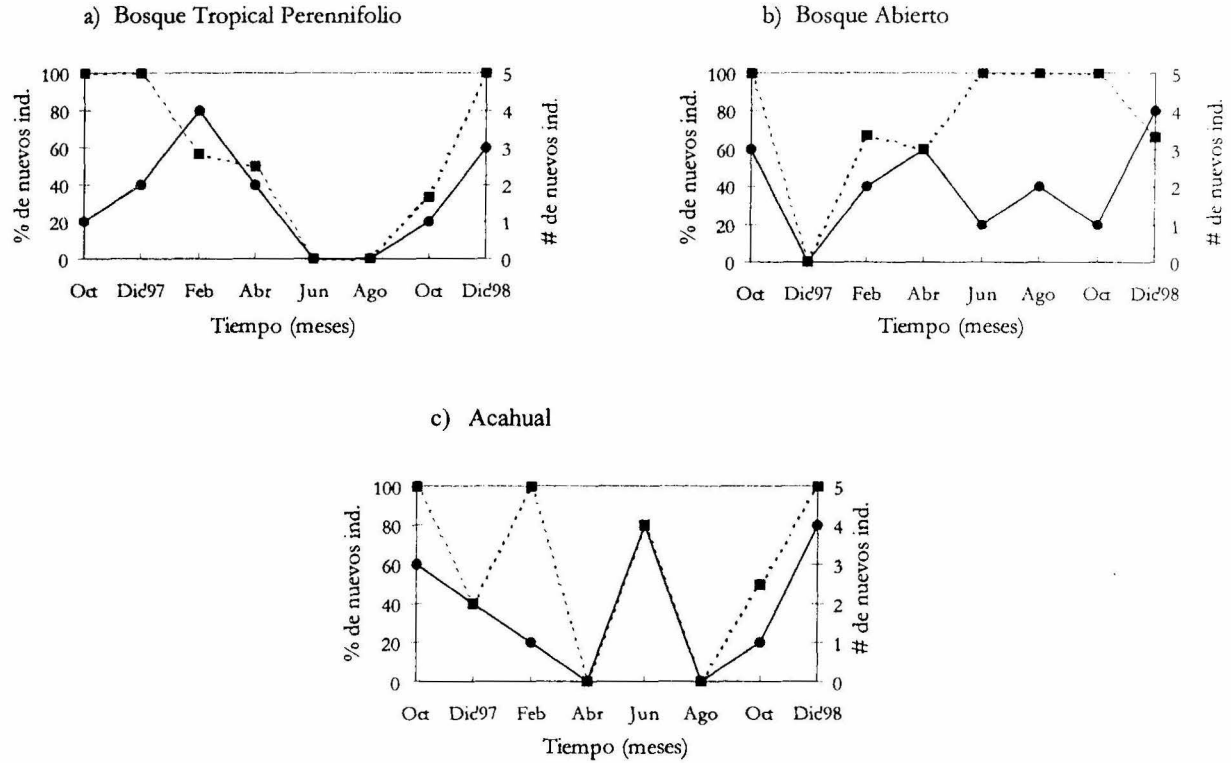 a) Bosque Tropical Perennifolio
% de nuevos ind.
100
80
60
40
20
0
5
4
3
2
1
0
# de nuevos ind.
Oct Dic'97 Feb Abr Jun Ago Oct Dic'98
Tiempo (meses)
b) Bosque Abierto
% de nuevos ind.
100
80
60
40
20
0
5
4
3
2
1
0
# de nuevos ind.
Oct Dic'97 Feb Abr Jun Ago Oct Dic'98
Tiempo (meses)
c) Acahual
% de nuevos ind.
100
80
60
40
20
0
5
4
3
2
1
0
# de nuevos ind.
Oct Dic'97 Feb Abr Jun Ago Oct Dic'98
Tiempo (meses)